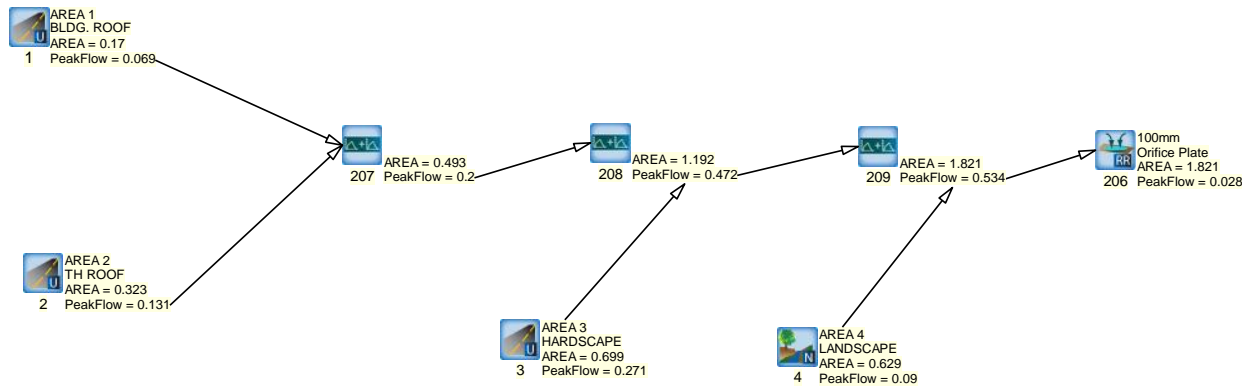 AREA 1
BLDG. ROOF
AREA = 0.17
U
1
PeakFlow = 0.069
207
AREA = 0.493
PeakFlow = 0.2
208
AREA = 1.192
PeakFlow = 0.472
209
AREA = 1.821
PeakFlow = 0.534
100mm
Orifice Plate
RR
AREA = 1.821
206
PeakFlow = 0.028
AREA 2
TH ROOF
U
AREA = 0.323
2
PeakFlow = 0.131
AREA 3
HARDSCAPE
U
AREA = 0.699
3
PeakFlow = 0.271
AREA 4
LANDSCAPE
N
AREA = 0.629
4
PeakFlow = 0.09